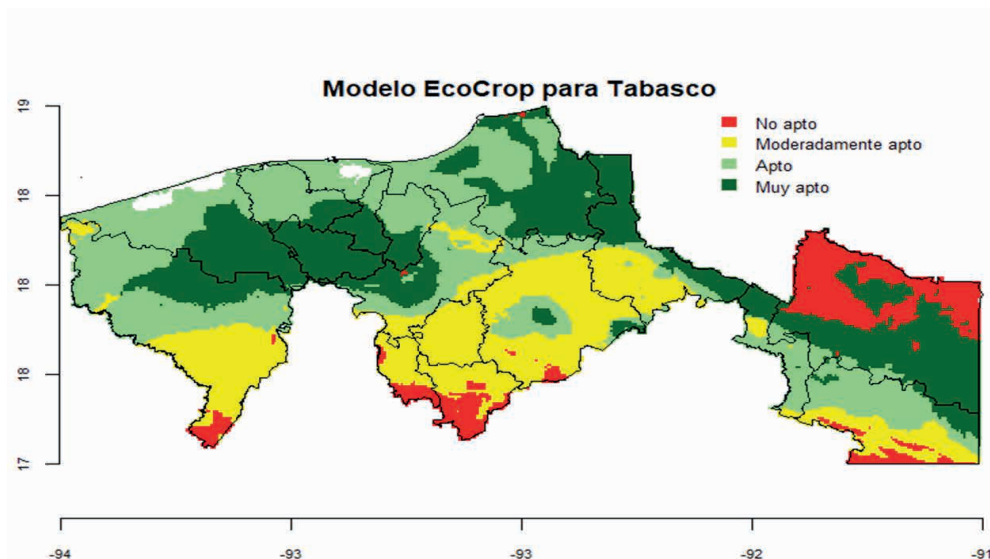 Modelo EcoCrop para Tabasco
No apto
Moderadamente apto
Apto
Muy apto
19
18
18
18
17
-94
-93
-93
-92
-91